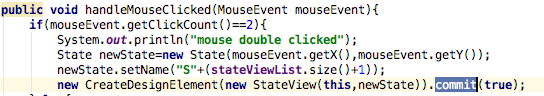 public void handleMouseClicked(MouseEvent mouseEvent){
if(mouseEvent.getClickCount()==2){
System.out.println("mouse double clicked");
State newState=new State(mouseEvent.getX(),mouseEvent.getY());
newState.setName("S"+(stateViewList.size()+1));
new CreateDesignElement(new StateView(this,newState)).commit(true);